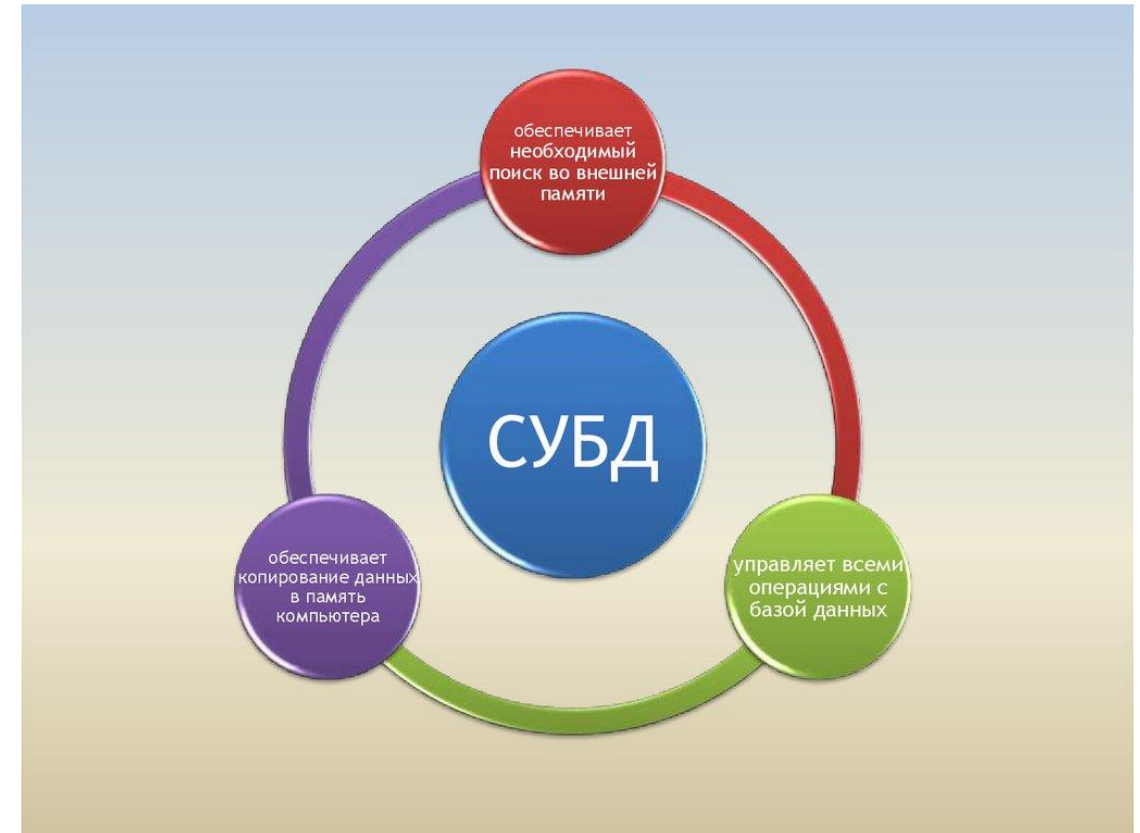 обеспечивает
необходимый
поиск во внешней
памяти
СУБД
обеспечивает
копирование данных
в память
компьютера
управляет всеми
операциями с
базой данных